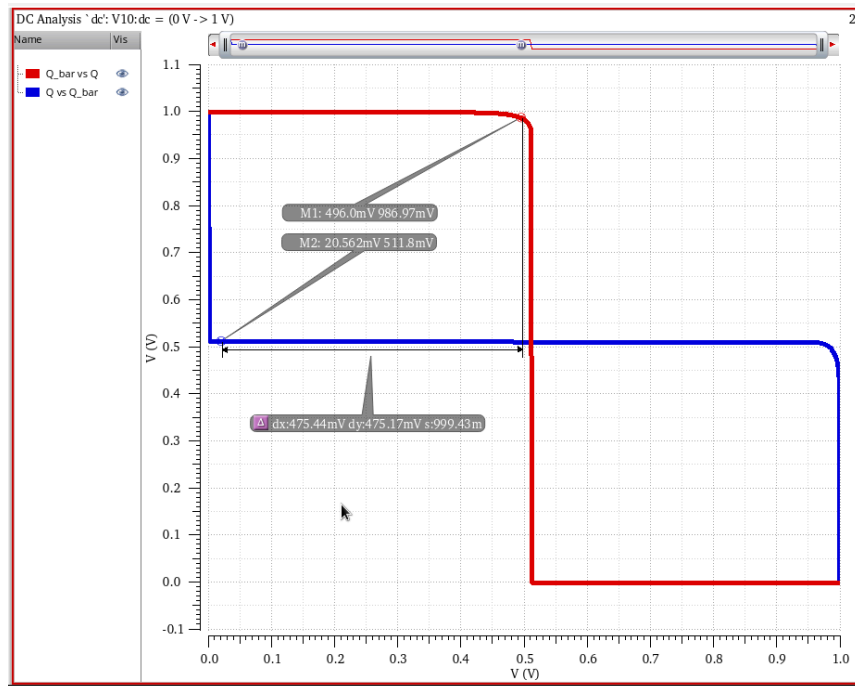 DC Analysis `dc': V10:dc = (0 V -> 1 V)
2
Name Vis
Q_bar vs Q
Q vs Q_bar
m m
1.1
1.0
0.9
0.8
0.7
0.6
0.5
0.4
0.3
0.2
0.1
0.0
-0.1
V (V)
M1: 496.0mV 986.97mV
M2: 20.562mV 511.8mV
Δ dx:475.44mV dy:475.17mV s:999.43m
0.0 0.1 0.2 0.3 0.4 0.5 0.6 0.7 0.8 0.9 1.0
V (V)